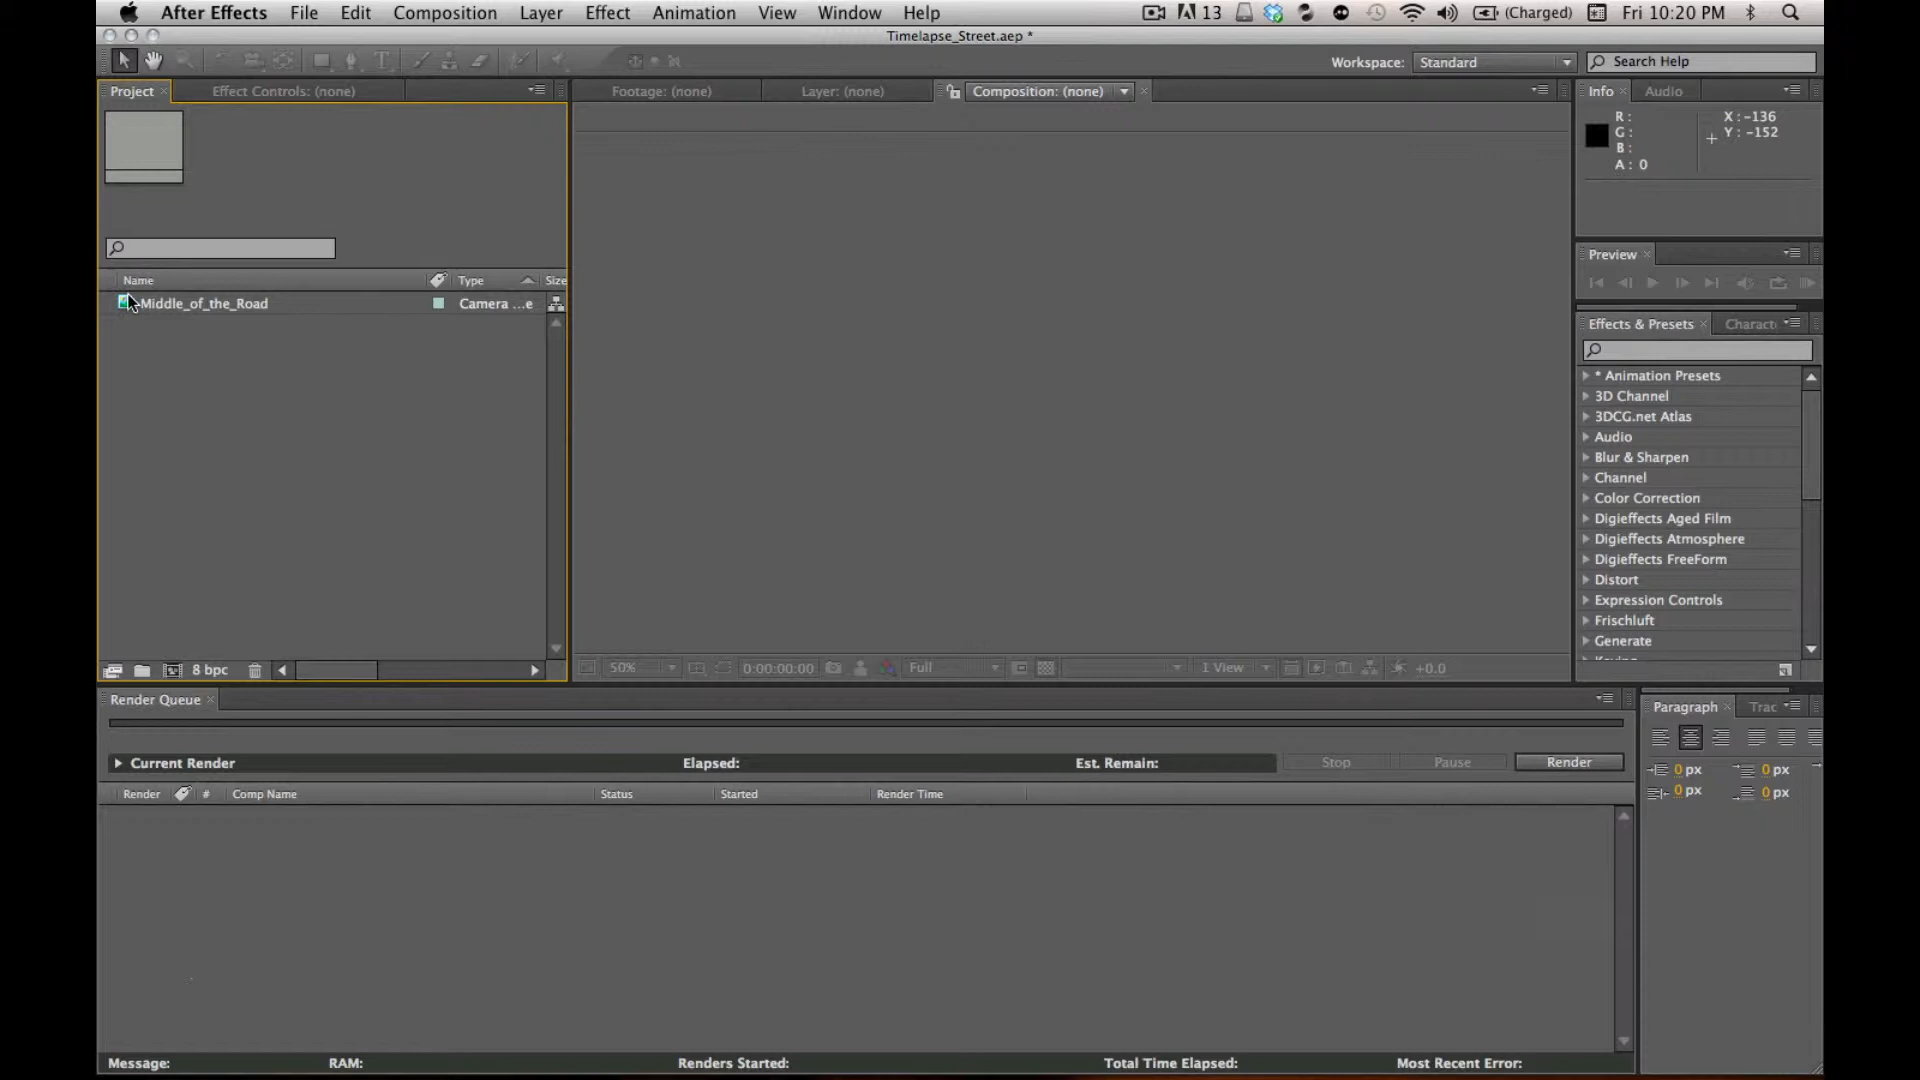 After Effects File Edit Composition Layer Effect Animation View Window Help 13 (Charged) Fri 10:20 PM
Timelapse_Street.aep *
T Workspace: Standard Search Help
Project Effect Controls: (none) Footage: (none) Layer: (none) Composition: (none) Info Audio
R :
G :
B :
A : 0
X : -136
Y : -152
Preview
Name Type Size
Middle_of_the_Road Camera ...e
Effects & Presets Charact
* Animation Presets
3D Channel
3DCG.net Atlas
Audio
Blur & Sharpen
Channel
Color Correction
Digieffects Aged Film
Digieffects Atmosphere
Digieffects FreeForm
Distort
Expression Controls
Frischluft
Generate
8 bpc 50% 0:00:00:00 Full 1 View +0.0
Render Queue Paragraph Trac
Current Render Elapsed: Est. Remain: Stop Pause Render
0 px 0 px
0 px 0 px
Render # Comp Name Status Started Render Time
Message: RAM: Renders Started: Total Time Elapsed: Most Recent Error: